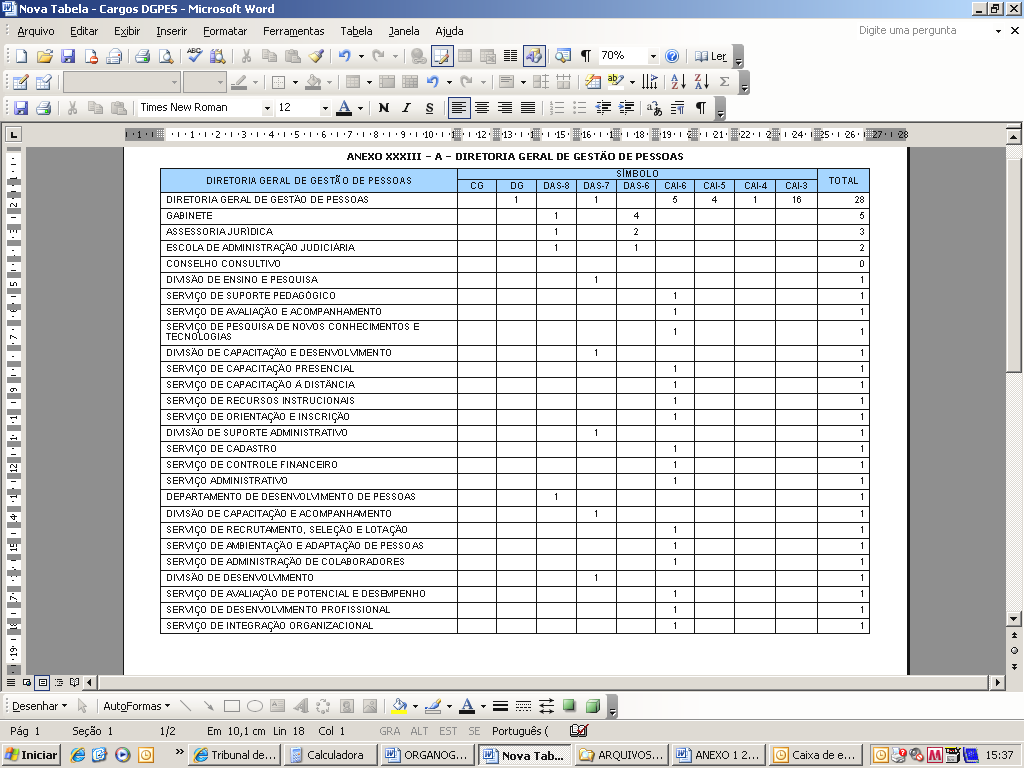 Nova Tabela - Cargos DGPES - Microsoft Word
Arquivo Editar Exibir Inserir Formatar Ferramentas Tabela Janela Ajuda Digite uma pergunta
70% Ler
Times New Roman 12 N I S
ANEXO XXXIII – A – DIRETORIA GERAL DE GESTÃO DE PESSOAS
DIRETORIA GERAL DE GESTÃO DE PESSOAS SÍMBOLO TOTAL
CG DG DAS-8 DAS-7 DAS-6 CAI-6 CAI-5 CAI-4 CAI-3
DIRETORIA GERAL DE GESTÃO DE PESSOAS 1 1 5 4 1 16 28
GABINETE 1 4 5
ASSESSORIA JURÍDICA 1 2 3
ESCOLA DE ADMINISTRAÇÃO JUDICIÁRIA 1 1 2
CONSELHO CONSULTIVO 0
DIVISÃO DE ENSINO E PESQUISA 1 1
SERVIÇO DE SUPORTE PEDAGÓGICO 1 1
SERVIÇO DE AVALIAÇÃO E ACOMPANHAMENTO 1 1
SERVIÇO DE PESQUISA DE NOVOS CONHECIMENTOS E
TECNOLOGIAS 1 1
DIVISÃO DE CAPACITAÇÃO E DESENVOLVIMENTO 1 1
SERVIÇO DE CAPACITAÇÃO PRESENCIAL 1 1
SERVIÇO DE CAPACITAÇÃO À DISTÂNCIA 1 1
SERVIÇO DE RECURSOS INSTRUCIONAIS 1 1
SERVIÇO DE ORIENTAÇÃO E INSCRIÇÃO 1 1
DIVISÃO DE SUPORTE ADMINISTRATIVO 1 1
SERVIÇO DE CADASTRO 1 1
SERVIÇO DE CONTROLE FINANCEIRO 1 1
SERVIÇO ADMINISTRATIVO 1 1
DEPARTAMENTO DE DESENVOLVIMENTO DE PESSOAS 1 1
DIVISÃO DE CAPACITAÇÃO E ACOMPANHAMENTO 1 1
SERVIÇO DE RECRUTAMENTO, SELEÇÃO E LOTAÇÃO 1 1
SERVIÇO DE AMBIENTAÇÃO E ADAPTAÇÃO DE PESSOAS 1 1
SERVIÇO DE ADMINISTRAÇÃO DE COLABORADORES 1 1
DIVISÃO DE DESENVOLVIMENTO 1 1
SERVIÇO DE AVALIAÇÃO DE POTENCIAL E DESEMPENHO 1 1
SERVIÇO DE DESENVOLVIMENTO PROFISSIONAL 1 1
SERVIÇO DE INTEGRAÇÃO ORGANIZACIONAL 1 1
Desenhar AutoFormas
Pág 1 Seção 1 1/2 Em 10,1 cm Lin 18 Col 1 GRA ALT EST SE Português (
Iniciar Tribunal de... Calculadora ORGANOG... Nova Tab... ARQUIVOS... ANEXO 1 2... Caixa de e... 15:37